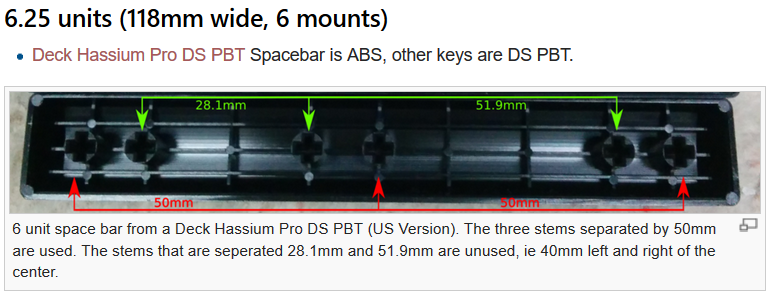 6.25 units (118mm wide, 6 mounts)
Deck Hassium Pro DS PBT Spacebar is ABS, other keys are DS PBT.
28.1mm 51.9mm
50mm 50mm
6 unit space bar from a Deck Hassium Pro DS PBT (US Version). The three stems separated by 50mm
are used. The stems that are seperated 28.1mm and 51.9mm are unused, ie 40mm left and right of the
center.